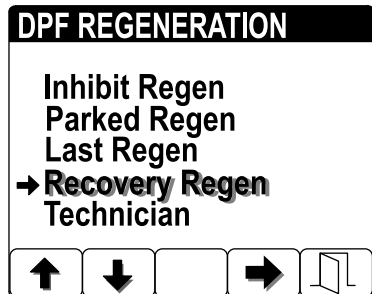 DPF REGENERATION
Inhibit Regen
Parked Regen
Last Regen
Recovery Regen
Technician